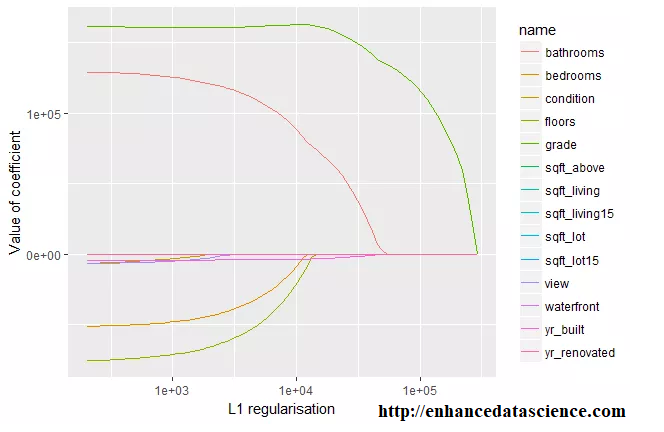 name
bathrooms
bedrooms
condition
floors
grade
sqft_above
sqft_living
sqft_living15
sqft_lot
sqft_lot15
view
waterfront
yr_built
yr_renovated
Value of coefficient
1e+05
0e+00
1e+03
1e+04
1e+05
L1 regularisation
http://enhancedatascience.com